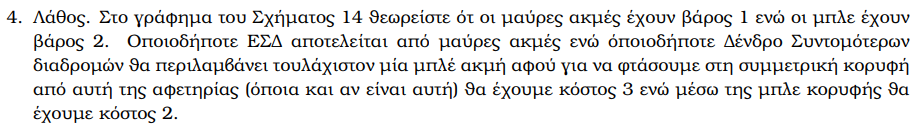 4. Λάθος. Στο γράφημα του Σχήματος 14 θεωρείστε ότ οι μαύρες ακμές έχουν βάρος 1 ενώ οι μπλε έχουν
βάρος 2. Οποιοδήποτε ΕΣΔ αποτελείται από μαύρες ακμές ενώ όποιοδήποτε Δένδρο Συντομότερων
διαδρομών θα περιλαμβάνει τουλάχιστον μία μπλέ ακμή αφού για να φτάσουμε στη συμμετρική κορυφή
από αυτή της αφετηρίας (όποια και αν είναι αυτή) θα έχουμε κόστος 3 ενώ μέσω της μπλε κορυφής θα
έχουμε κόστος 2.